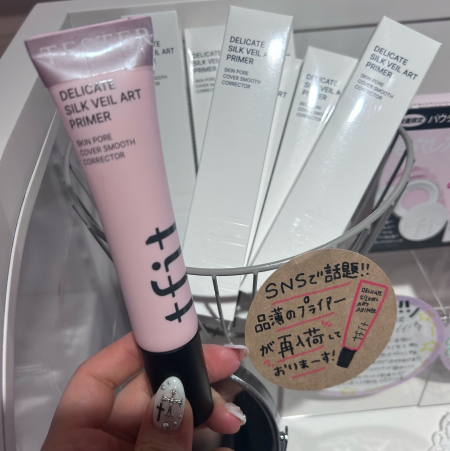 TESTER
DELICATE
SILK VEIL ART
PRIMER
SKIN PORE
COVER SMOOTH
CORRECTOR
tfit
DELICATE
SILK VEIL ART
PRIMER
SKIN PORE
COVER SMOOTH
CORRECTOR
DELICATE
SILK VEIL ART
PRIMER
SKIN PORE
COVER SMOOTH
CORRECTOR
SNSで話題!!
品薄のプライマー
が再入荷して
おりまーす!
DELICATE
PRIMER
tfit